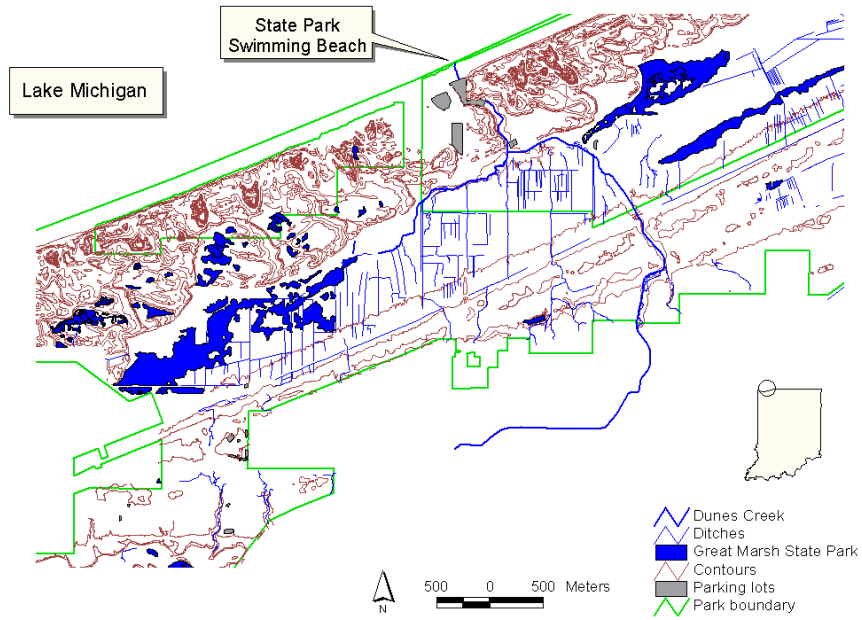 State Park
Swimming Beach
Lake Michigan
Dunes Creek
Ditches
Great Marsh State Park
Contours
Parking lots
Park boundary
N
500 0 500 Meters